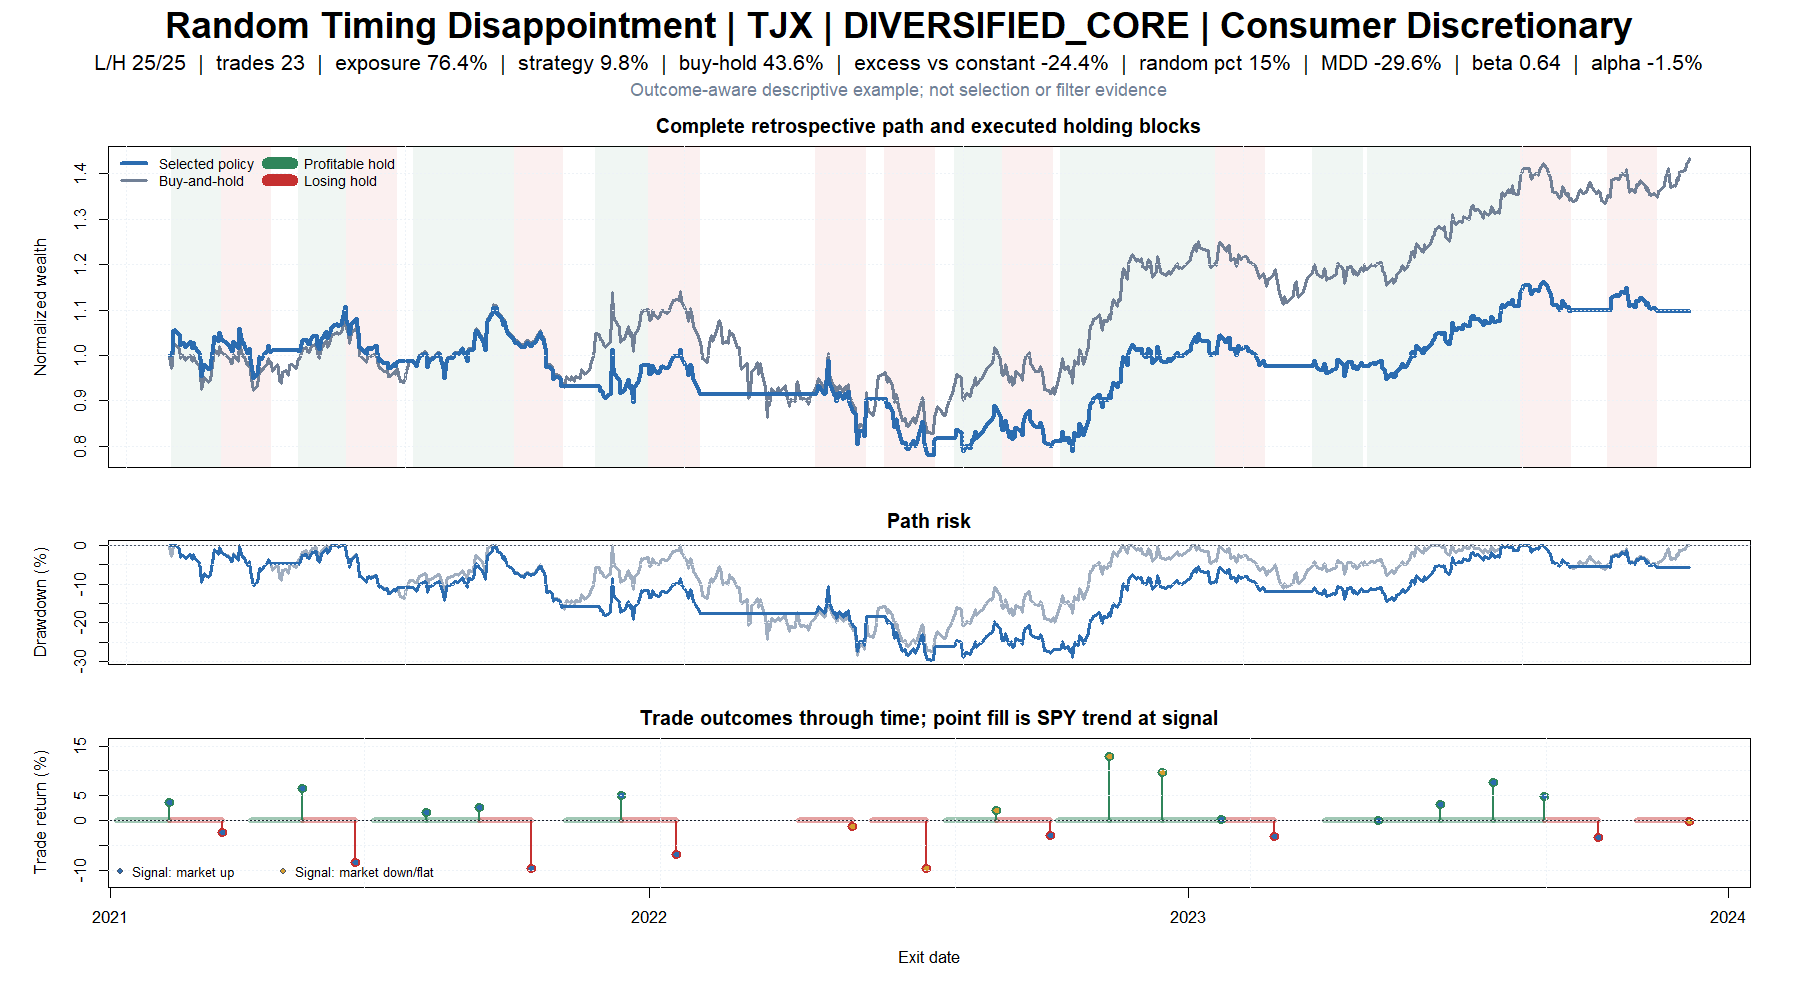 Random Timing Disappointment | TJX | DIVERSIFIED_CORE | Consumer Discretionary
L/H 25/25 | trades 23 | exposure 76.4% | strategy 9.8% | buy-hold 43.6% | excess vs constant -24.4% | random pct 15% | MDD -29.6% | beta 0.64 | alpha -1.5%
Outcome-aware descriptive example; not selection or filter evidence
Complete retrospective path and executed holding blocks
Selected policy
Profitable hold
Buy-and-hold
Losing hold
Normalized wealth
1.4
1.3
1.2
1.1
1.0
0.9
0.8
Path risk
Drawdown (%)
0
-10
-20
-30
Trade outcomes through time; point fill is SPY trend at signal
Trade return (%)
15
5
0
-10
Signal: market up
Signal: market down/flat
2021
2022
2023
2024
Exit date